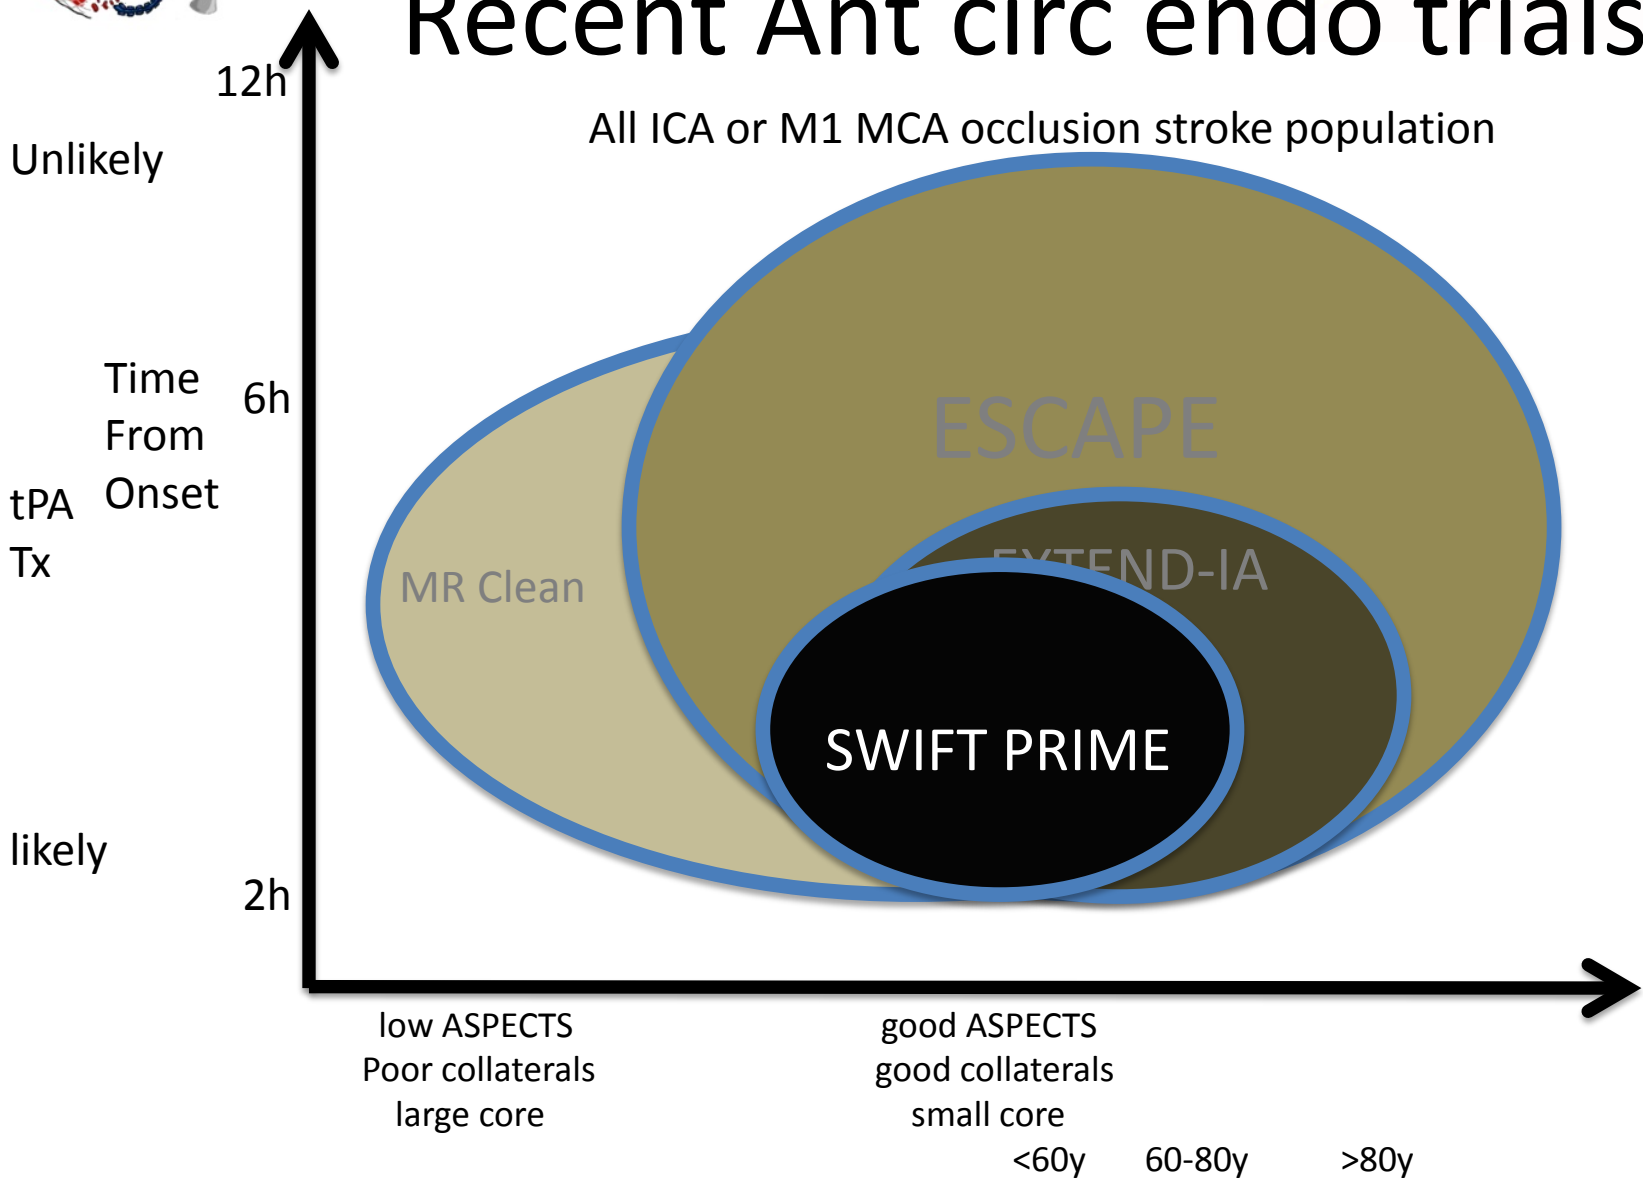 Recent Ant circ endo trials
12h
All ICA or M1 MCA occlusion stroke population
Unlikely
Time
From
Onset
6h
tPA
Tx
ESCAPE
EXTEND-IA
MR Clean
SWIFT PRIME
likely
2h
low ASPECTS
Poor collaterals
large core
good ASPECTS
good collaterals
small core
<60y 60-80y >80y